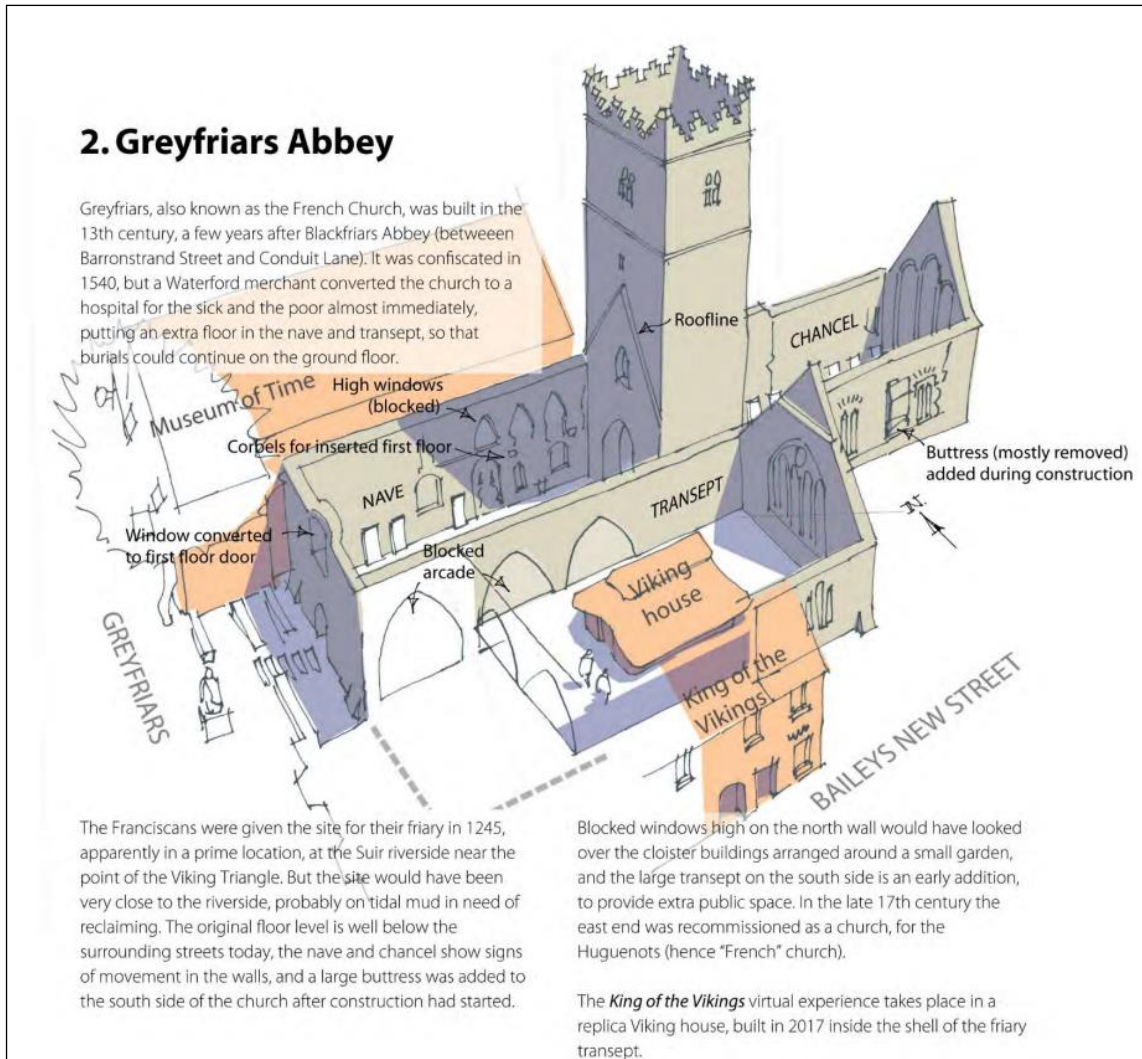 2. Greyfriars Abbey
Greyfriars, also known as the French Church, was built in the
13th century, a few years after Blackfriars Abbey (betweeen
Barronstrand Street and Conduit Lane). It was confiscated in
1540, but a Waterford merchant converted the church to a
hospital for the sick and the poor almost immediately,
putting an extra floor in the nave and transept, so that
burials could continue on the ground floor.
Roofline
CHANCEL
Museum of Time
High windows
(blocked)
Corbels for inserted first floor
Buttress (mostly removed)
added during construction
NAVE
TRANSEPT
N.
Window converted
to first floor door
Blocked
arcade
Viking
house
GREYFRIARS
King of the
Vikings
BAILEYS NEW STREET
The Franciscans were given the site for their friary in 1245,
apparently in a prime location, at the Suir riverside near the
point of the Viking Triangle. But the site would have been
very close to the riverside, probably on tidal mud in need of
reclaiming. The original floor level is well below the
surrounding streets today, the nave and chancel show signs
of movement in the walls, and a large buttress was added to
the south side of the church after construction had started.
Blocked windows high on the north wall would have looked
over the cloister buildings arranged around a small garden,
and the large transept on the south side is an early addition,
to provide extra public space. In the late 17th century the
east end was recommissioned as a church, for the
Huguenots (hence "French" church).
The King of the Vikings virtual experience takes place in a
replica Viking house, built in 2017 inside the shell of the friary
transept.